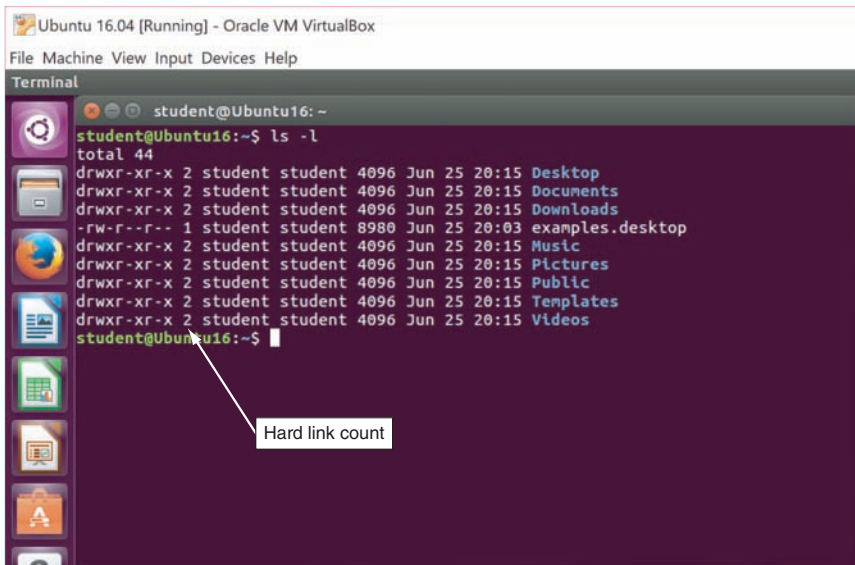 Ubuntu 16.04 [Running] - Oracle VM VirtualBox
File Machine View Input Devices Help
Terminal
student@Ubuntu16: ~
student@Ubuntu16:~$ ls -l
total 44
drwxr-xr-x 2 student student 4096 Jun 25 20:15 Desktop
drwxr-xr-x 2 student student 4096 Jun 25 20:15 Documents
drwxr-xr-x 2 student student 4096 Jun 25 20:15 Downloads
-rw-r--r-- 1 student student 8980 Jun 25 20:03 examples.desktop
drwxr-xr-x 2 student student 4096 Jun 25 20:15 Music
drwxr-xr-x 2 student student 4096 Jun 25 20:15 Pictures
drwxr-xr-x 2 student student 4096 Jun 25 20:15 Public
drwxr-xr-x 2 student student 4096 Jun 25 20:15 Templates
drwxr-xr-x 2 student student 4096 Jun 25 20:15 Videos
student@Ubuntu16:~$
Hard link count